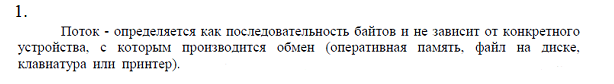 1.
Поток - определяется как последовательность байтов и не зависит от конкретного
устройства, с которым производится обмен (оперативная память, файл на диске,
клавиатура или принтер).